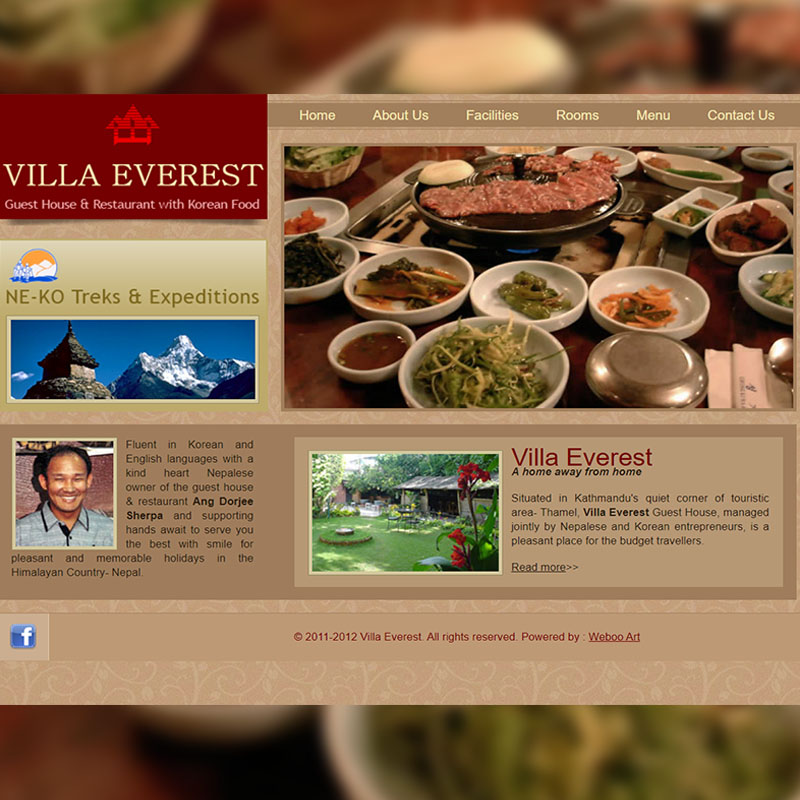 Home About Us Facilities Rooms Menu Contact Us
VILLA EVEREST
Guest House & Restaurant with Korean Food
NE-KO Treks & Expeditions
Fluent in Korean and
English languages with a
kind heart Nepalese
owner of the guest house
& restaurant Ang Dorjee
Sherpa and supporting
hands await to serve you
the best with smile for
pleasant and memorable holidays in the
Himalayan Country- Nepal.
Villa Everest
A home away from home
Situated in Kathmandu's quiet corner of touristic
area- Thamel, Villa Everest Guest House, managed
jointly by Nepalese and Korean entrepreneurs, is a
pleasant place for the budget travellers.
Read more>>
f
© 2011-2012 Villa Everest. All rights reserved. Powered by : Weboo Art